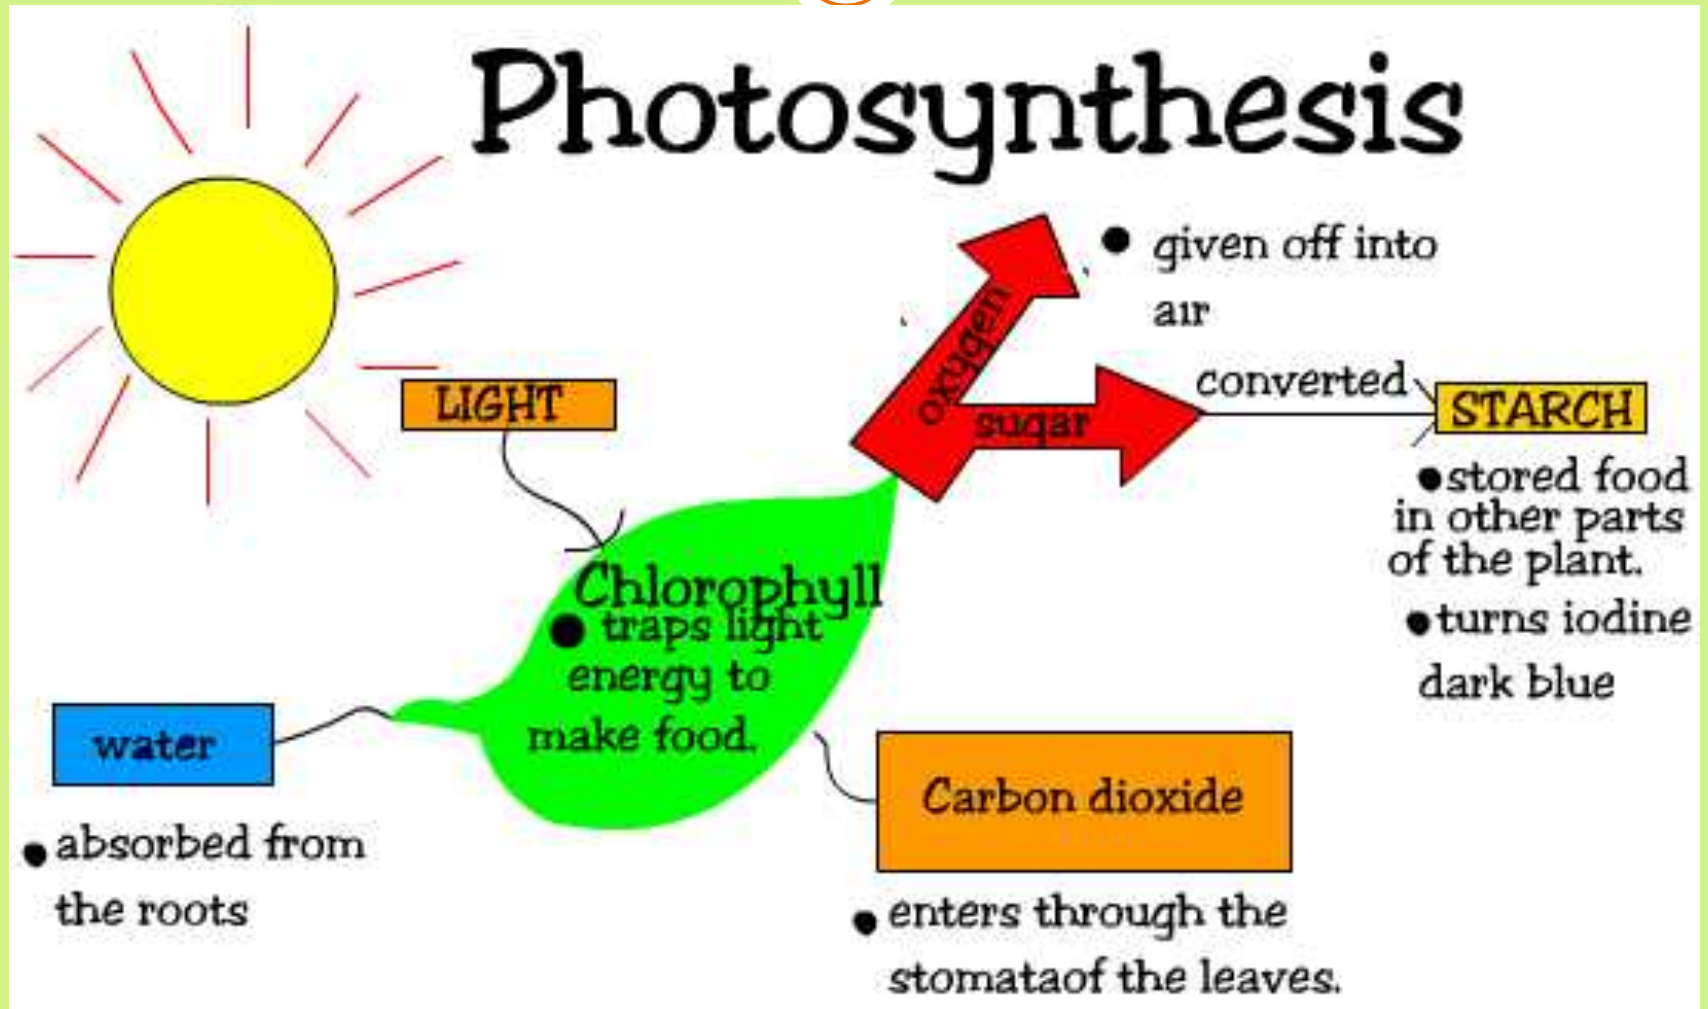 Photosynthesis
● given off into
air
oxygen
sugar
converted
STARCH
●stored food
in other parts
of the plant.
●turns iodine
dark blue
LIGHT
Chlorophyll
● traps light
energy to
make food.
water
● absorbed from
the roots
Carbon dioxide
● enters through the
stomataof the leaves.